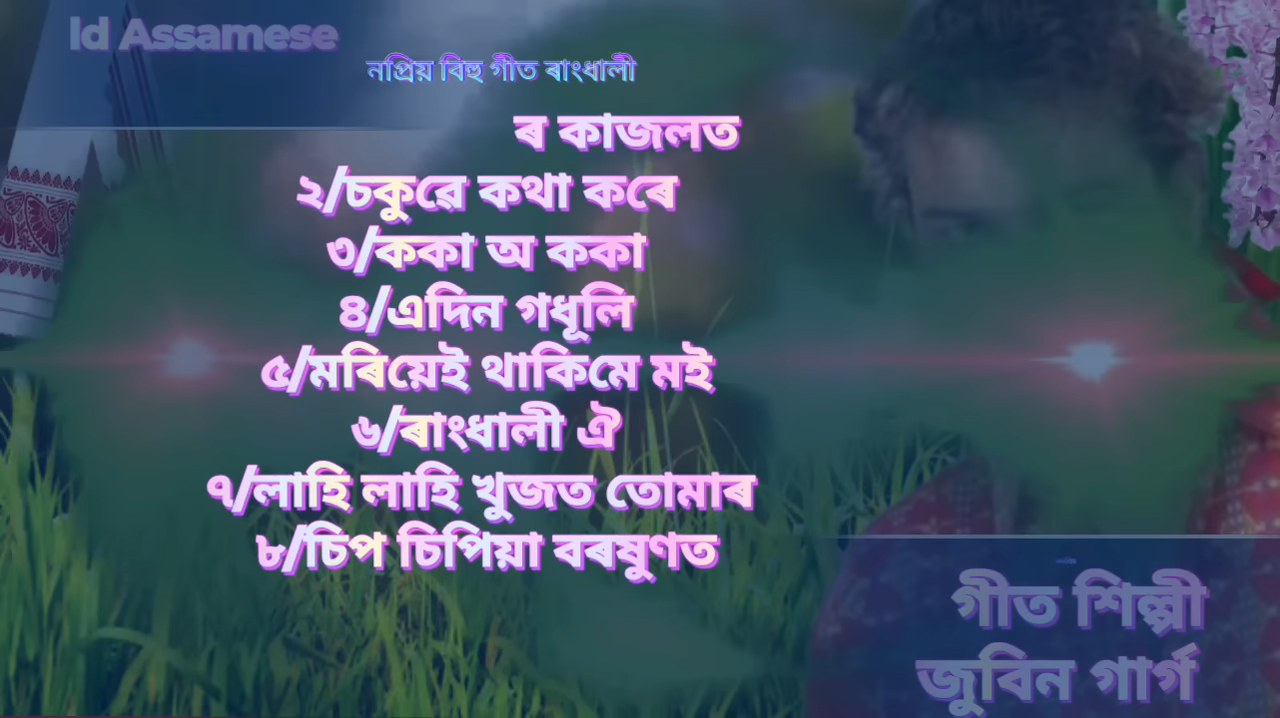 ld Assamese
নপ্ৰিয় বিহু গীত ৰাংধালী
ৰ কাজলত
২/চকুৱে কথা কৰে
৩/ককা অ ককা
৪/এদিন গধূলি
৫/মৰিয়েই থাকিমে মই
৬/ৰাংধালী ঐ
৭/লাহি লাহি খুজত তোমাৰ
৮/চিপ চিপিয়া বৰষুণত
গীত শিল্পী
জুবিন গাৰ্গ